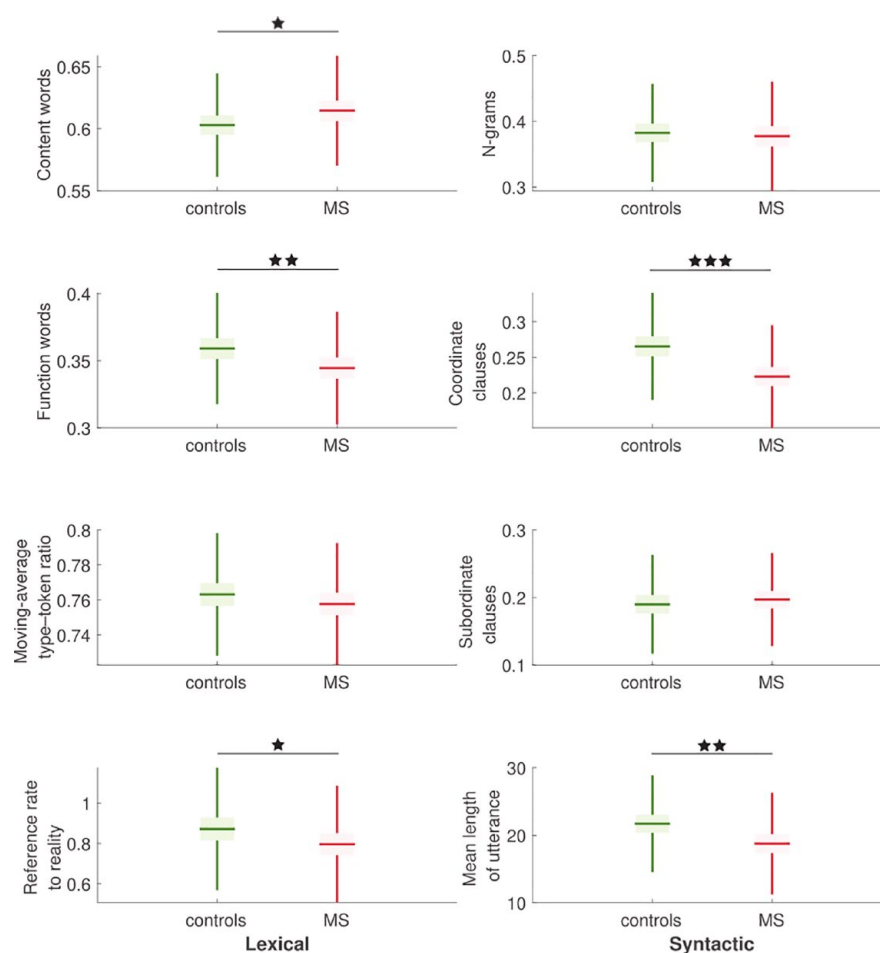 ★
Content words
0.65
0.6
0.55
controls MS
N-grams
0.5
0.4
0.3
controls MS
★★
Function words
0.4
0.35
0.3
controls MS
★★★
Coordinate
clauses
0.3
0.25
0.2
controls MS
Moving-average
type–token ratio
0.8
0.78
0.76
0.74
controls MS
Subordinate
clauses
0.3
0.2
0.1
controls MS
★
Reference rate
to reality
1
0.8
0.6
controls MS
Lexical
★★
Mean length
of utterance
30
20
10
controls MS
Syntactic